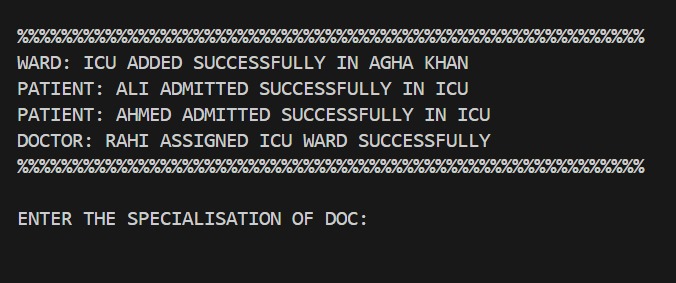 %%%%%%%%%%%%%%%%%%%%%%%%%%%%%%%%%%%%%%%%%%%%%%%%%%%%%%%%%
WARD: ICU ADDED SUCCESSFULLY IN AGHA KHAN
PATIENT: ALI ADMITTED SUCCESSFULLY IN ICU
PATIENT: AHMED ADMITTED SUCCESSFULLY IN ICU
DOCTOR: RAHI ASSIGNED ICU WARD SUCCESSFULLY
%%%%%%%%%%%%%%%%%%%%%%%%%%%%%%%%%%%%%%%%%%%%%%%%%%%%%%%%%
ENTER THE SPECIALISATION OF DOC: